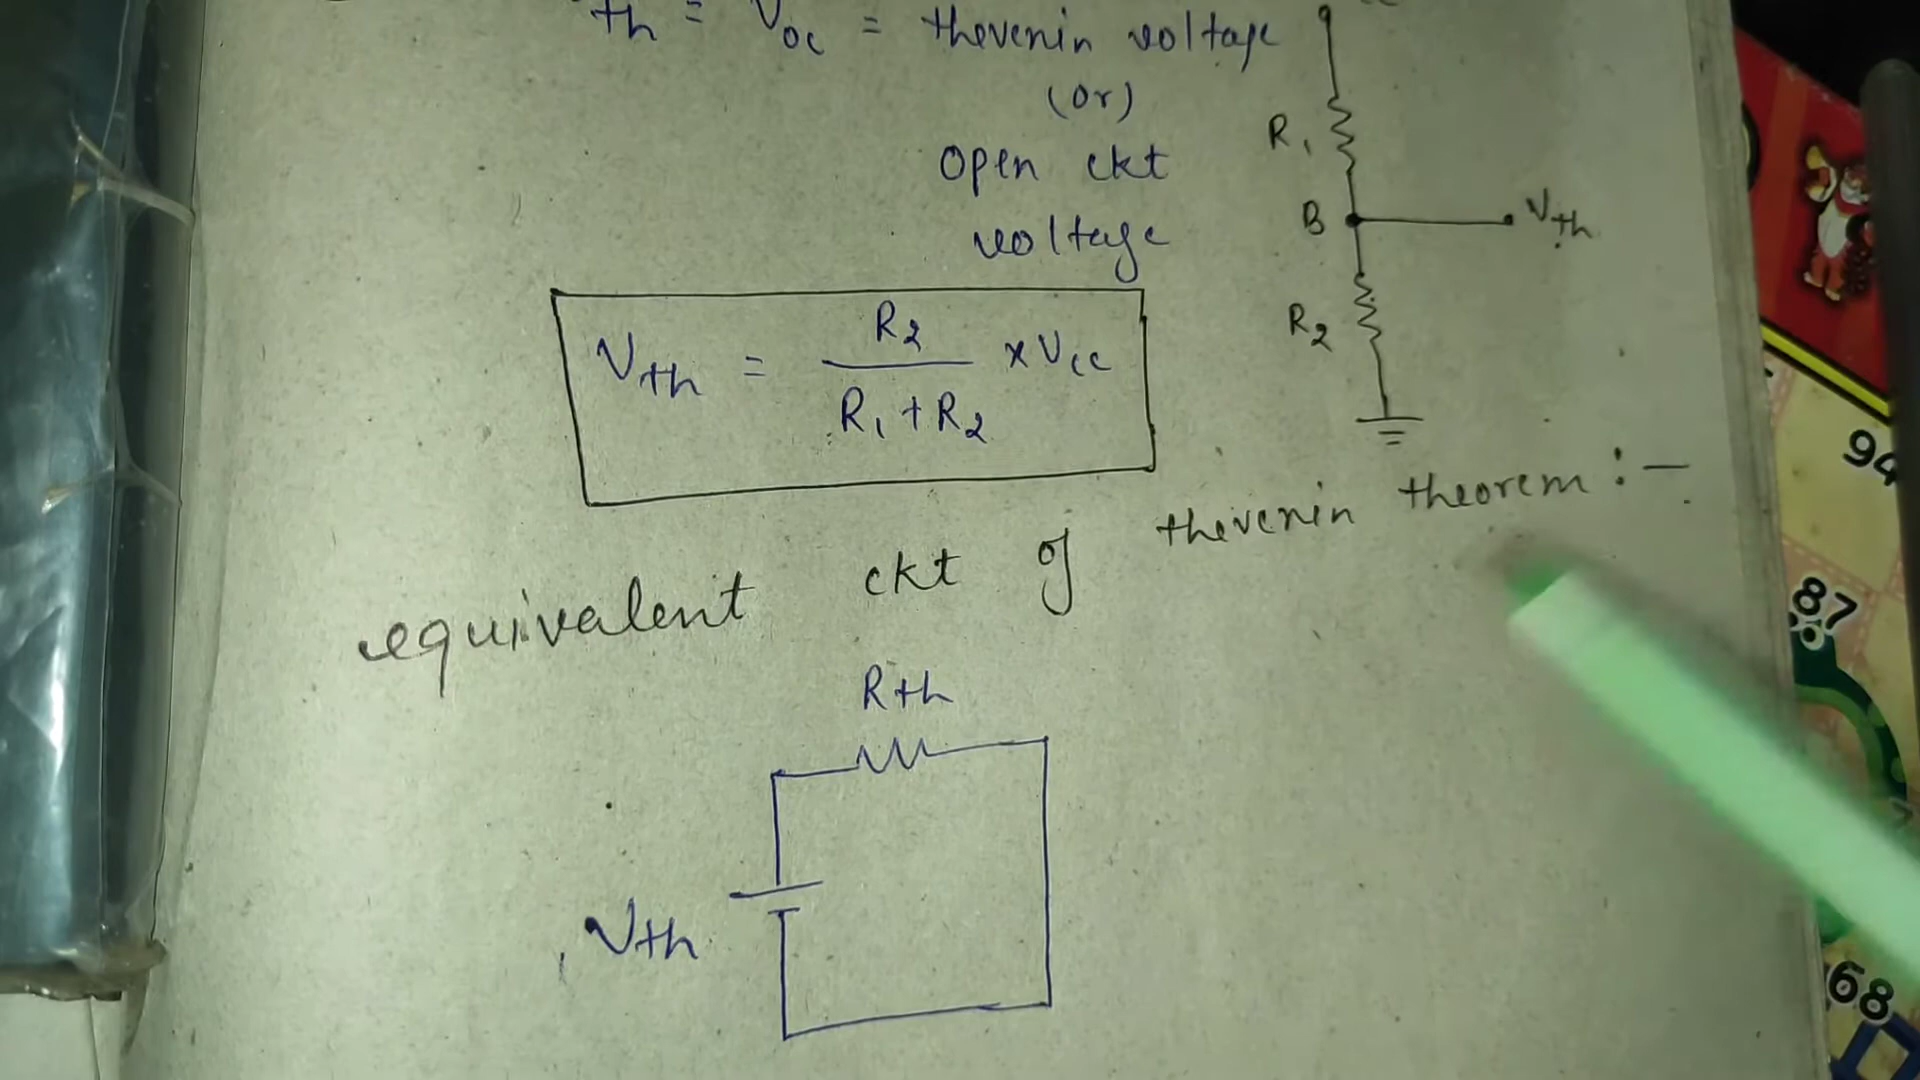 th = Voc = thevenin voltage
(or)
open ckt
voltage
R1
B
Vth
R2
Vth = R2 / R1 + R2 x Vcc
equivalent ckt of thevenin theorem :-
Rth
Vth
94
87
68